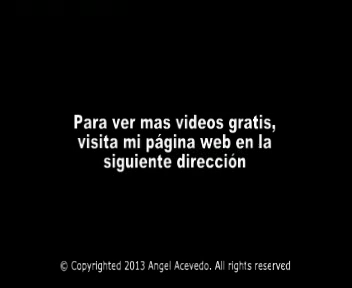 Para ver mas videos gratis,
visita mi página web en la
siguiente dirección
© Copyrighted 2013 Angel Acevedo. All rights reserved